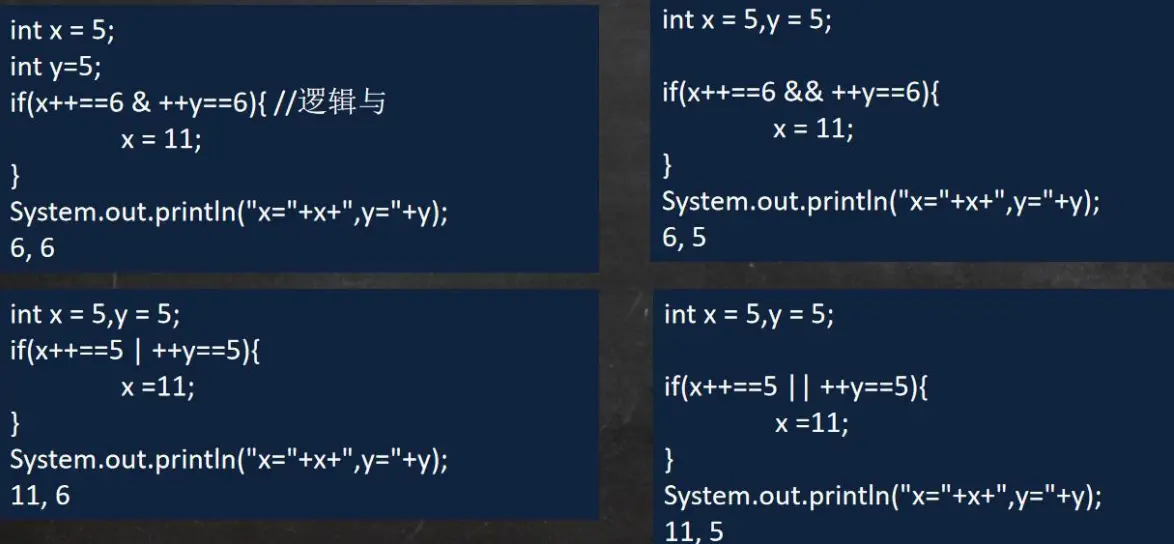 int x = 5;
int y=5;
if(x++==6 & ++y==6){ //逻辑与
x = 11;
}
System.out.println("x="+x+",y="+y);
6, 6
int x = 5,y = 5;
if(x++==6 && ++y==6){
x = 11;
}
System.out.println("x="+x+",y="+y);
6, 5
int x = 5,y = 5;
if(x++==5 | ++y==5){
x =11;
}
System.out.println("x="+x+",y="+y);
11, 6
int x = 5,y = 5;
if(x++==5 || ++y==5){
x =11;
}
System.out.println("x="+x+",y="+y);
11, 5